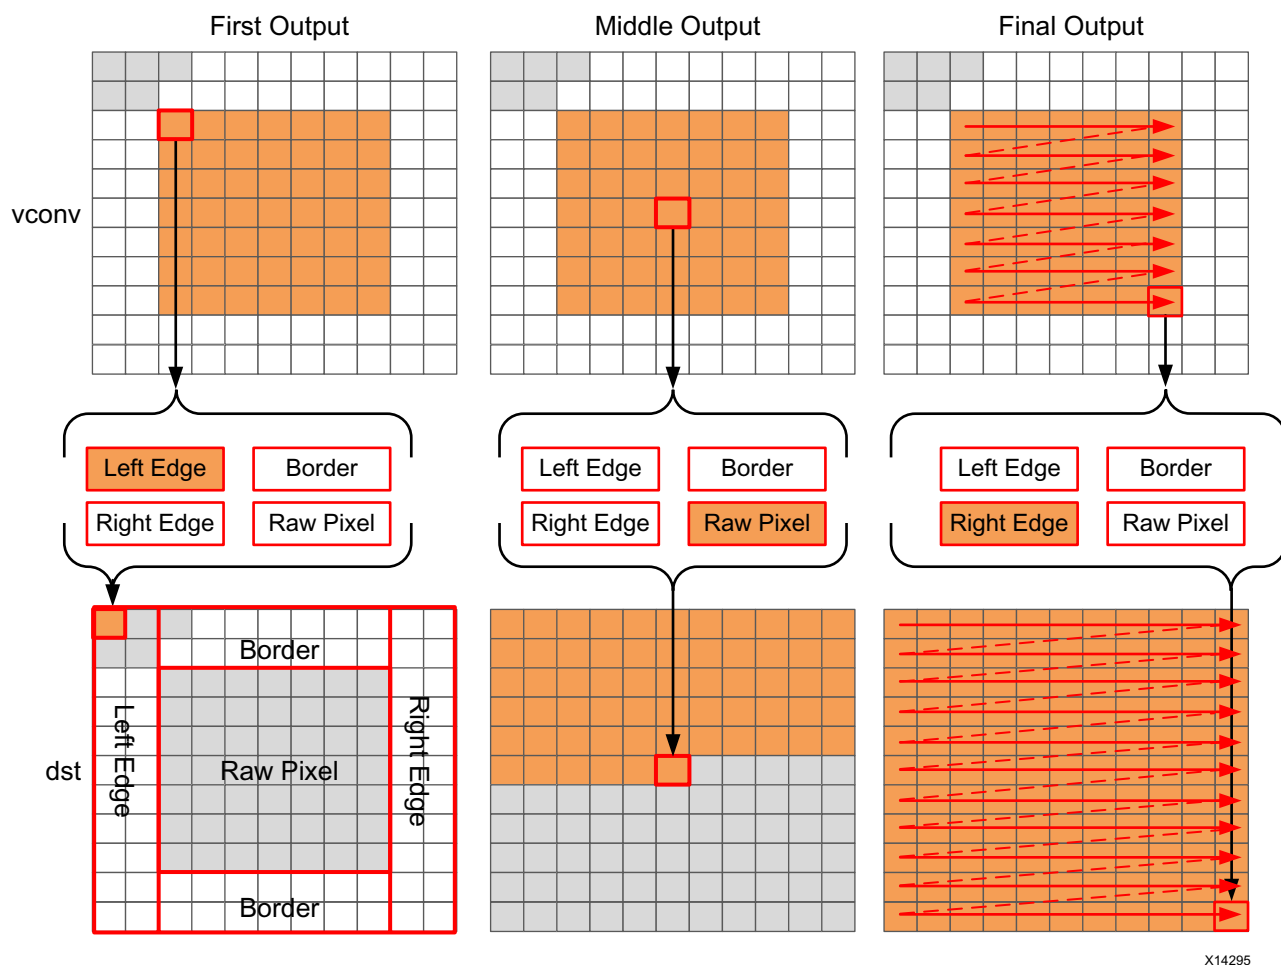 First Output
Middle Output
Final Output
vconv
Left Edge
Border
Right Edge
Raw Pixel
Left Edge
Border
Right Edge
Raw Pixel
Left Edge
Border
Right Edge
Raw Pixel
dst
Border
Left Edge
Raw Pixel
Right Edge
Border
X14295